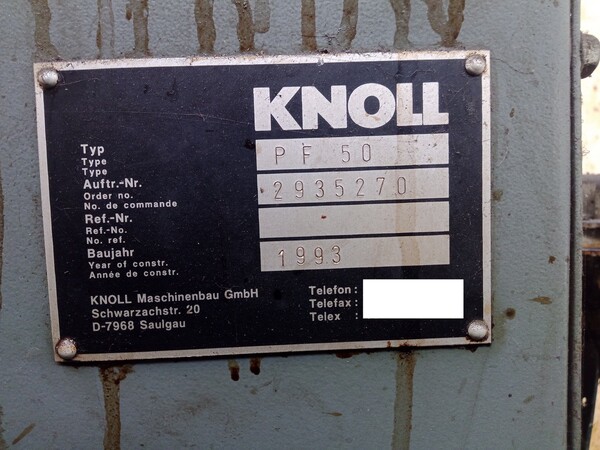 KNOLL
Typ
Type
Type
PF 50
Auftr.-Nr.
Order no.
No. de commande
2935270
Ref.-Nr.
Ref.-No.
No. ref.
Baujahr
Year of constr.
Année de constr.
1993
KNOLL Maschinenbau GmbH
Schwarzachstr. 20
D-7968 Saulgau
Telefon :
Telefax :
Telex :